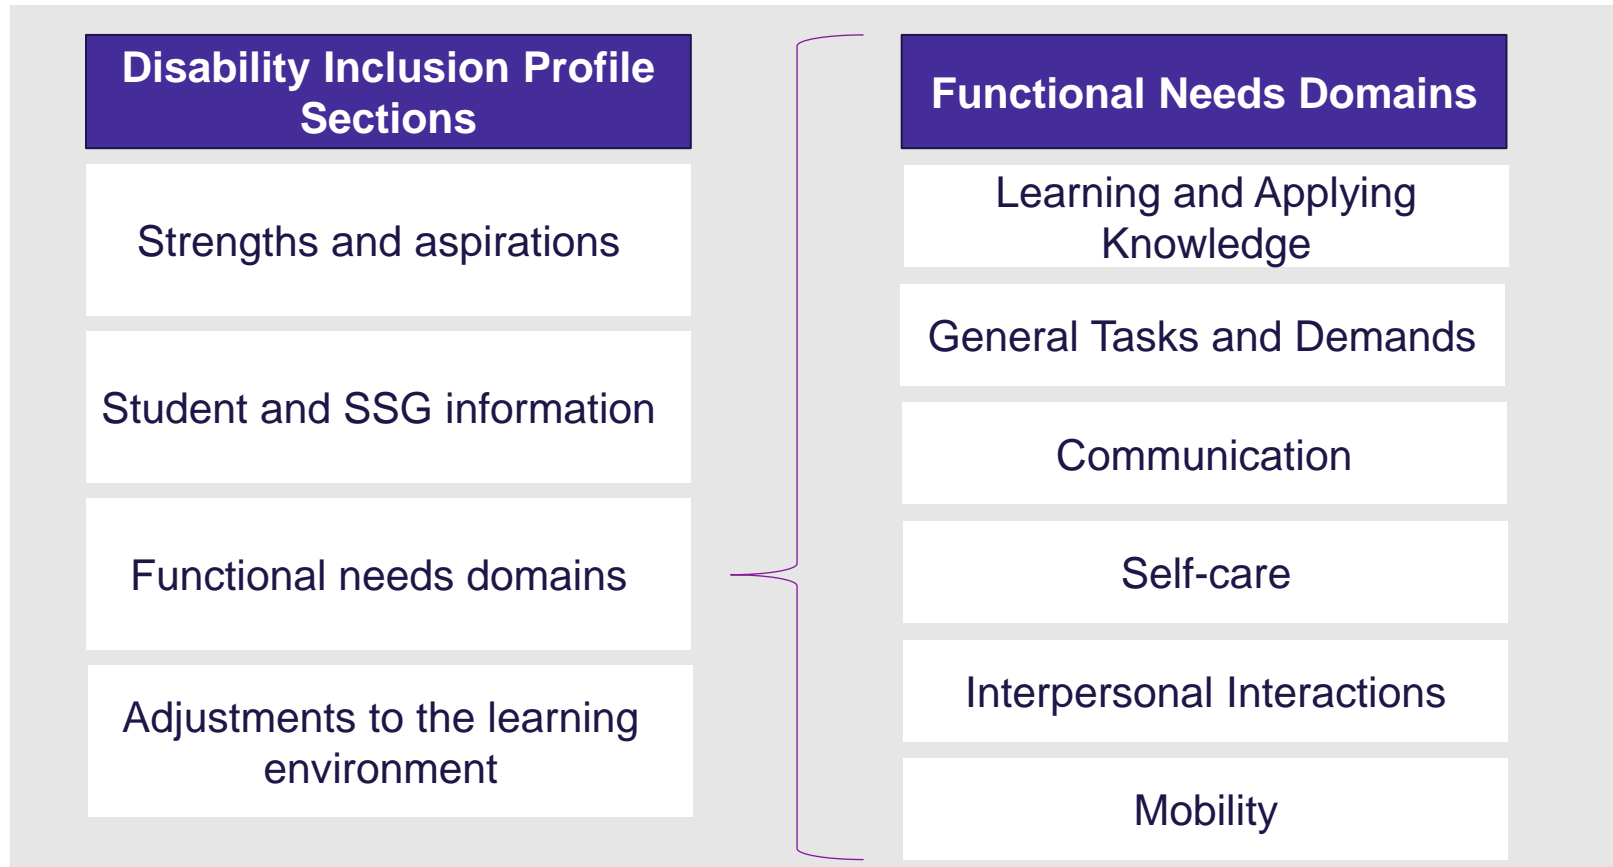 Disability Inclusion Profile
Sections
Strengths and aspirations
Student and SSG information
Functional needs domains
Adjustments to the learning
environment
Functional Needs Domains
Learning and Applying
Knowledge
General Tasks and Demands
Communication
Self-care
Interpersonal Interactions
Mobility